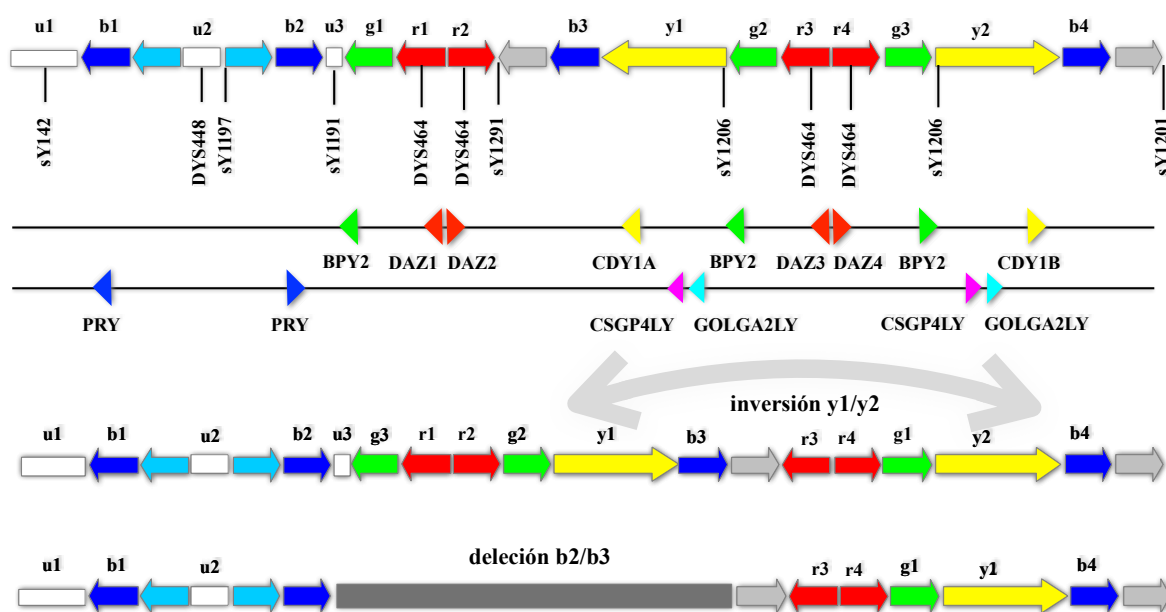 u1 b1 u2 b2 u3 g1 r1 r2 b3 y1 g2 r3 r4 g3 y2 b4
sY142 DYS448 sY1197 sY1191 DYS464 DYS464 sY1291 sY1206 DYS464 DYS464 sY1206 sY1201
BPY2 DAZ1 DAZ2 CDY1A BPY2 DAZ3 DAZ4 BPY2 CDY1B
PRY PRY CSGP4LY GOLGA2LY CSGP4LY GOLGA2LY
inversión y1/y2
u1 b1 u2 b2 u3 g3 r1 r2 g2 y1 b3 r3 r4 g1 y2 b4
deleción b2/b3
u1 b1 u2 b2 r3 r4 g1 y1 b4